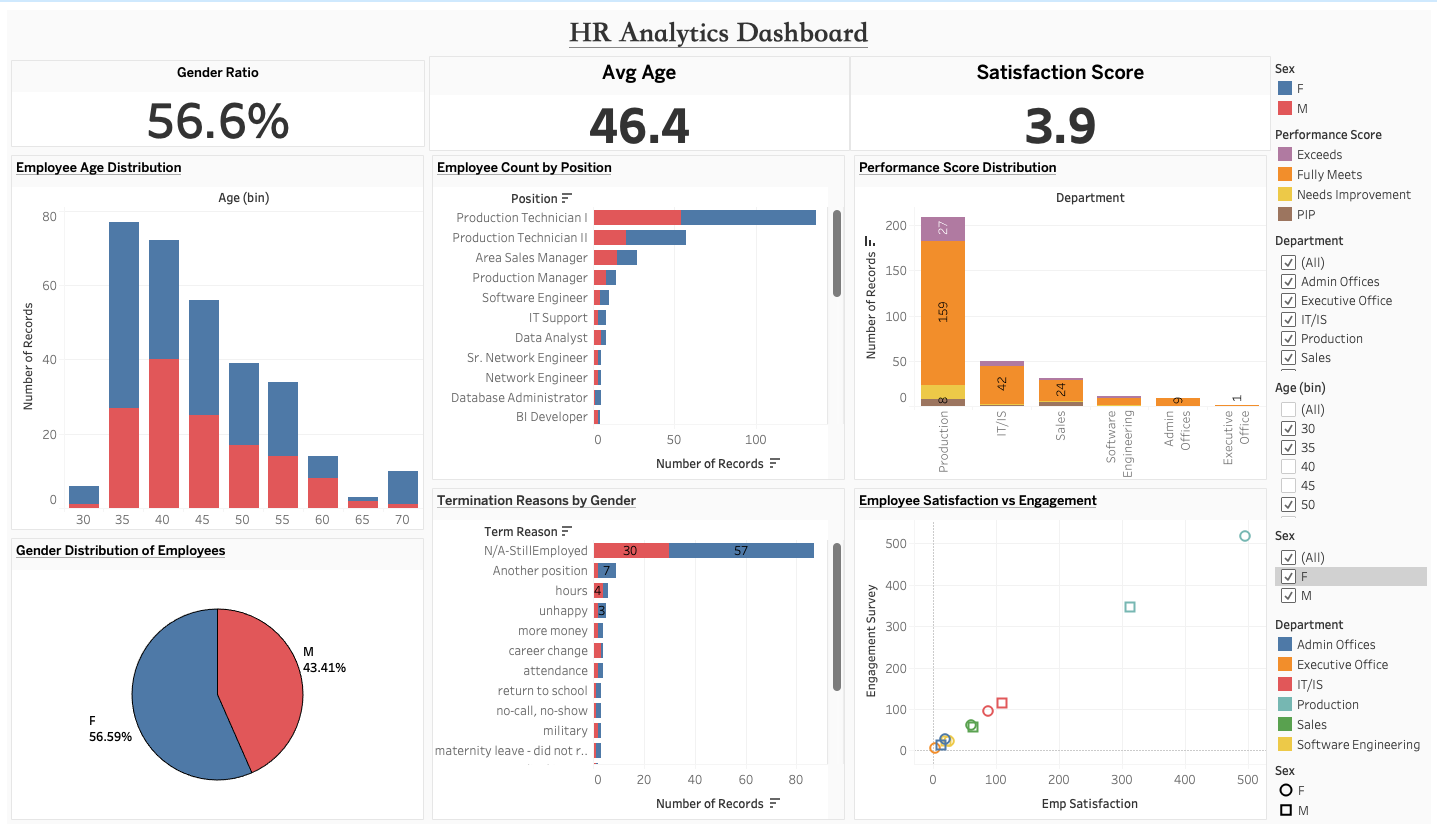 HR Analytics Dashboard
Gender Ratio
56.6%
Avg Age
46.4
Satisfaction Score
3.9
Employee Age Distribution
Age (bin)
Number of Records
80
60
40
20
0
30 35 40 45 50 55 60 65 70
Gender Distribution of Employees
M
43.41%
F
56.59%
Employee Count by Position
Position
Production Technician I
Production Technician II
Area Sales Manager
Production Manager
Software Engineer
IT Support
Data Analyst
Sr. Network Engineer
Network Engineer
Database Administrator
BI Developer
0 50 100
Number of Records
Termination Reasons by Gender
Term Reason
N/A-StillEmployed 30 57
Another position 7
hours 4
unhappy 3
more money
career change
attendance
return to school
no-call, no-show
military
maternity leave - did not r..
0 20 40 60 80
Number of Records
Performance Score Distribution
Department
Number of Records
200
150
100
50
0
27
159
8
42
24
9
1
Production
IT/IS
Sales
Software
Engineering
Admin
Offices
Executive
Office
Employee Satisfaction vs Engagement
Engagement Survey
500
400
300
200
100
0
0 100 200 300 400 500
Emp Satisfaction
Sex
F
M
Performance Score
Exceeds
Fully Meets
Needs Improvement
PIP
Department
(All)
Admin Offices
Executive Office
IT/IS
Production
Sales
Age (bin)
(All)
30
35
40
45
50
Sex
(All)
F
M
Department
Admin Offices
Executive Office
IT/IS
Production
Sales
Software Engineering
Sex
F
M